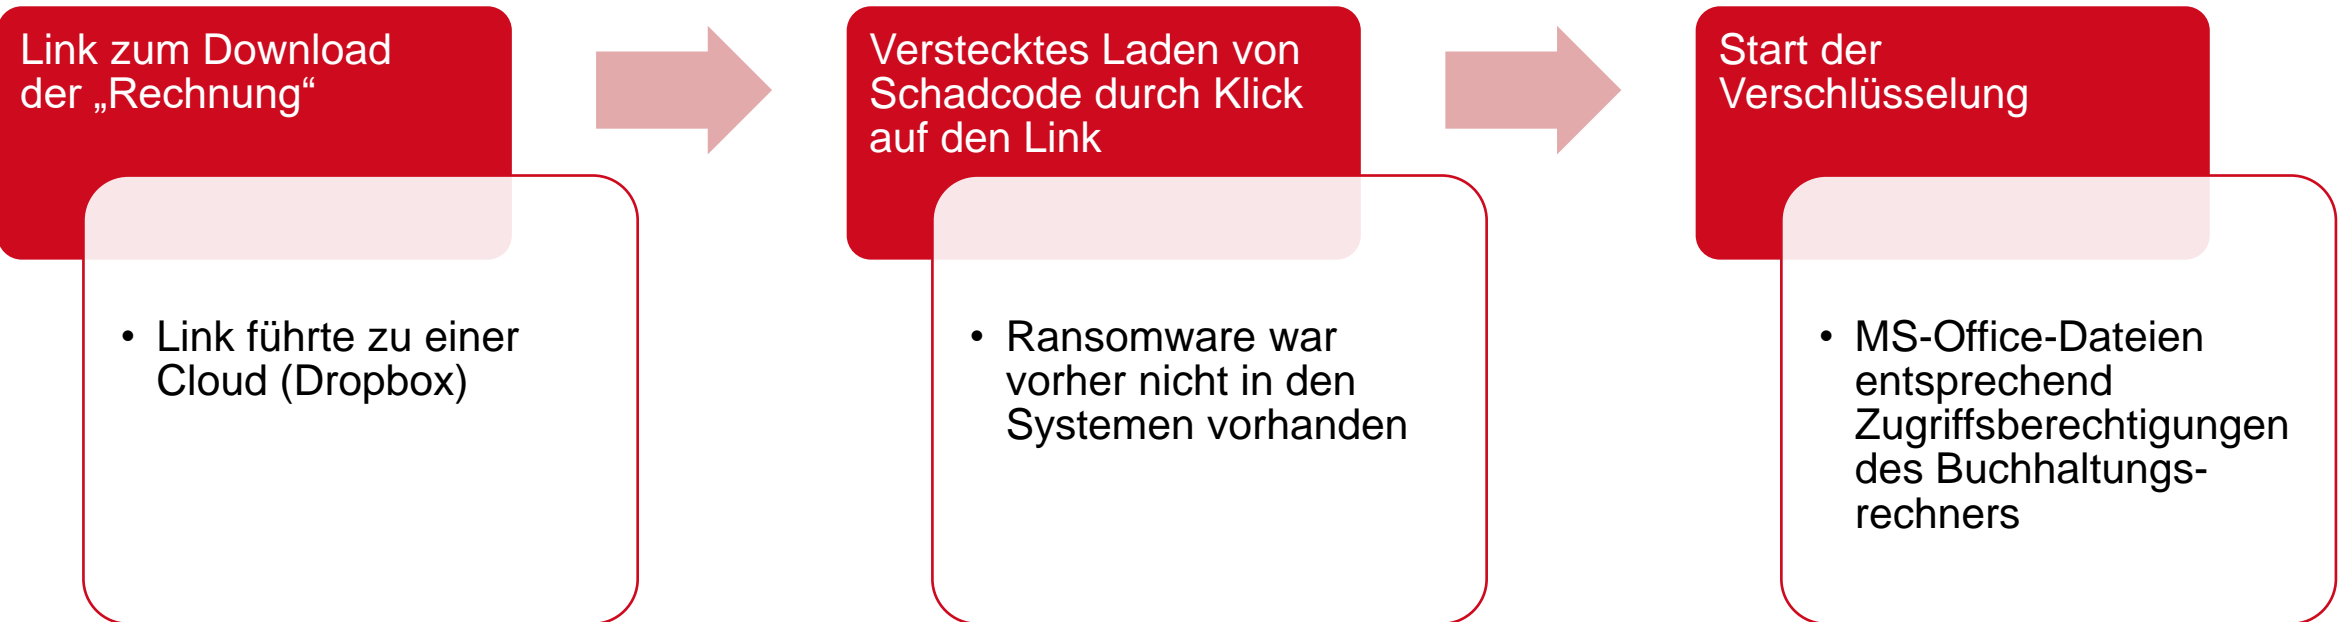 Link zum Download
der „Rechnung“
• Link führte zu einer
Cloud (Dropbox)
Verstecktes Laden von
Schadcode durch Klick
auf den Link
• Ransomware war
vorher nicht in den
Systemen vorhanden
Start der
Verschlüsselung
• MS-Office-Dateien
entsprechend
Zugriffsberechtigungen
des Buchhaltungs-
rechners